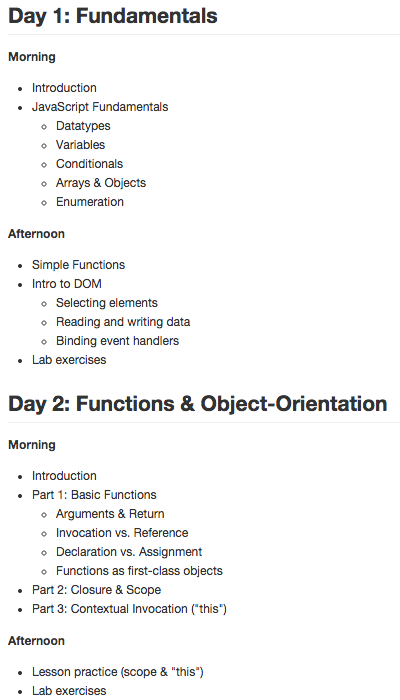 Day 1: Fundamentals
Morning
Introduction
JavaScript Fundamentals
Datatypes
Variables
Conditionals
Arrays & Objects
Enumeration
Afternoon
Simple Functions
Intro to DOM
Selecting elements
Reading and writing data
Binding event handlers
Lab exercises
Day 2: Functions & Object-Orientation
Morning
Introduction
Part 1: Basic Functions
Arguments & Return
Invocation vs. Reference
Declaration vs. Assignment
Functions as first-class objects
Part 2: Closure & Scope
Part 3: Contextual Invocation ("this")
Afternoon
Lesson practice (scope & "this")
Lab exercises